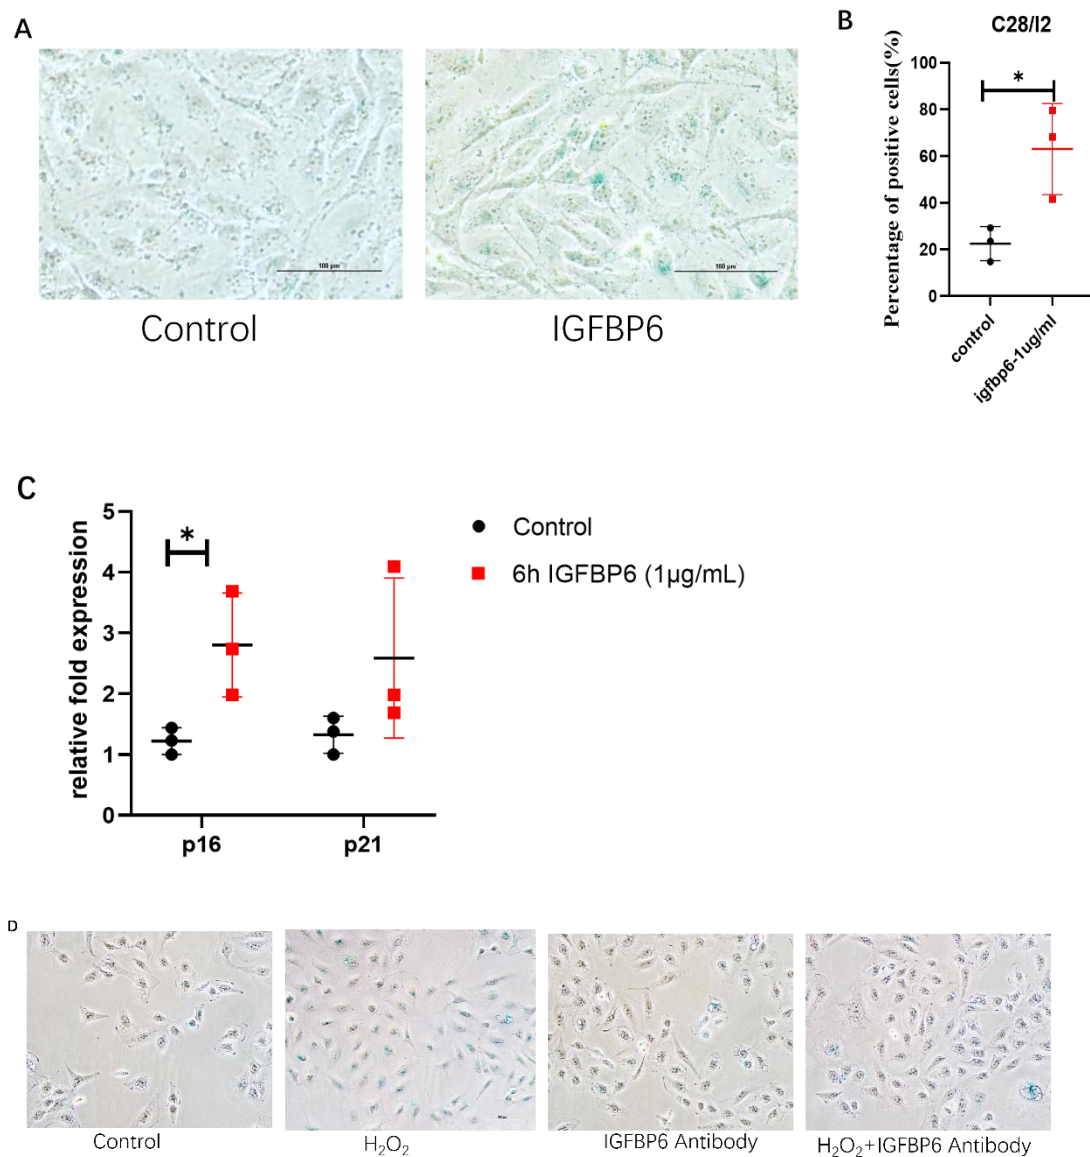 A
100 µm
100 µm
Control
IGFBP6
B
C28/I2
Percentage of positive cells(%)
100
80
60
40
20
0
*
control
igfbp6-1ug/ml
C
relative fold expression
5
4
3
2
1
0
*
p16
p21
Control
6h IGFBP6 (1µg/mL)
D
Control
H₂O₂
IGFBP6 Antibody
H₂O₂+IGFBP6 Antibody